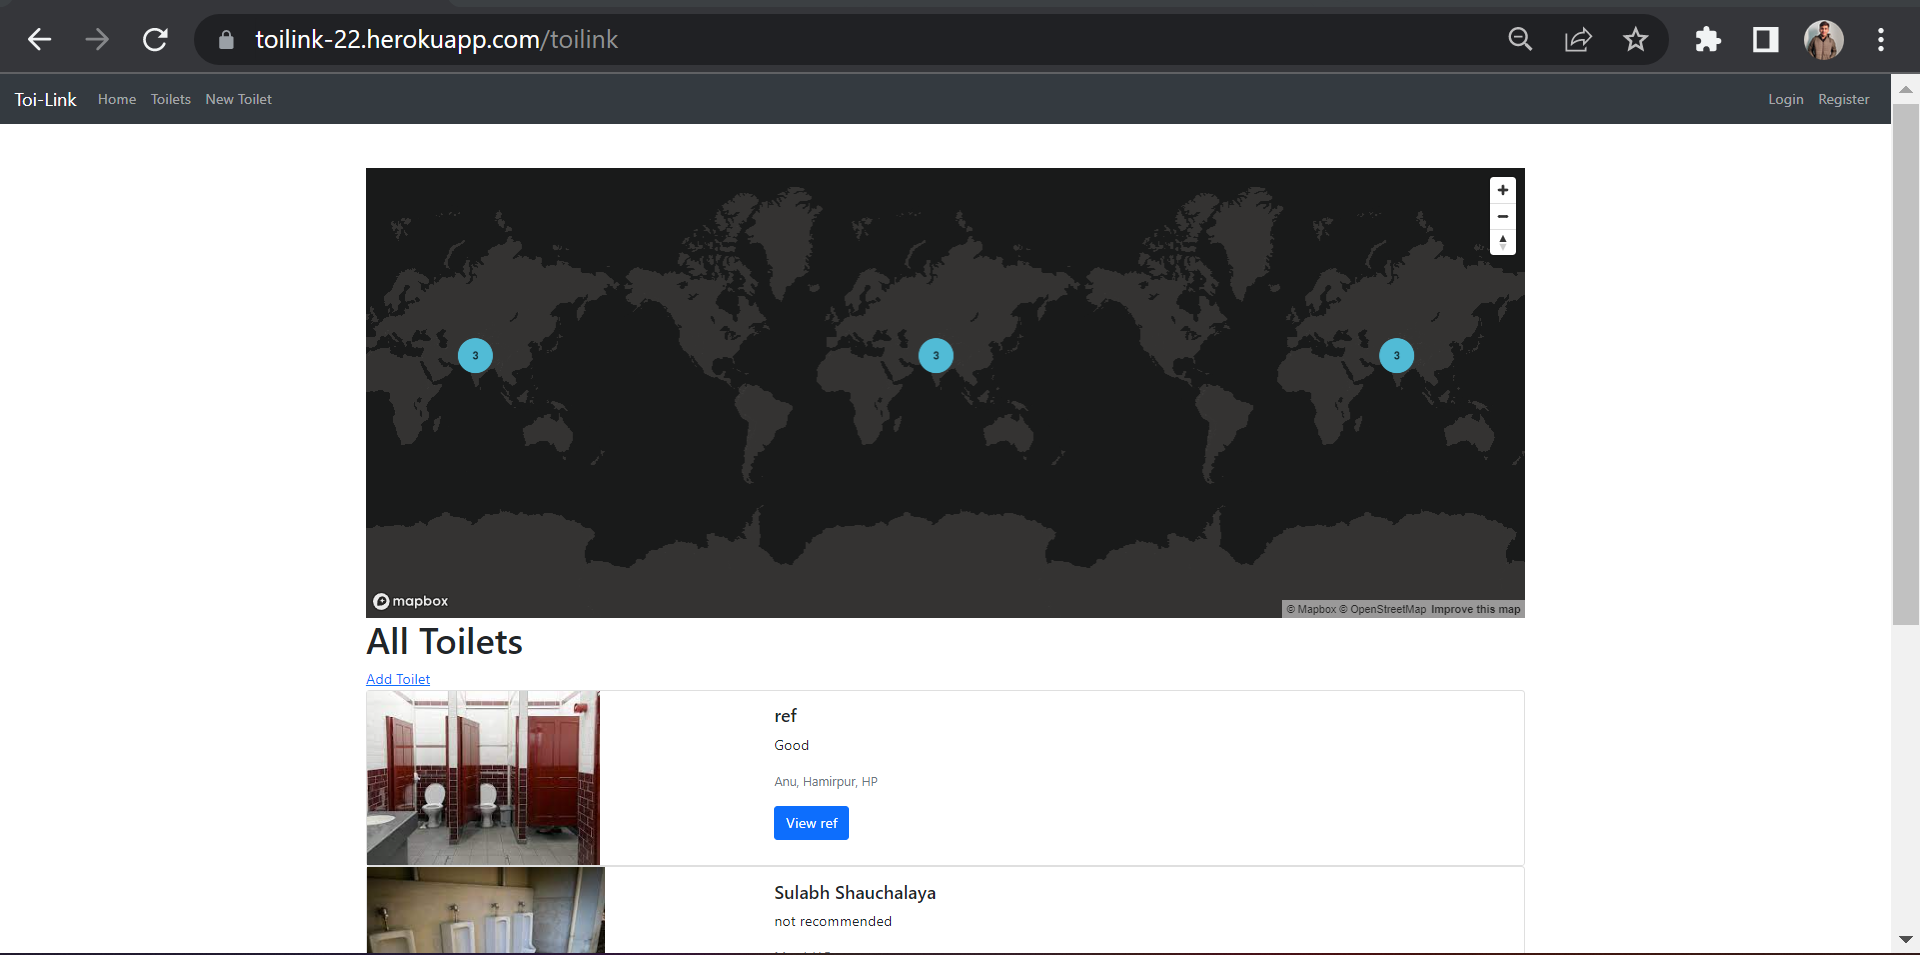 toilink-22.herokuapp.com/toilink
Toi-Link Home Toilets New Toilet Login Register
3 3 3
mapbox
© Mapbox © OpenStreetMap Improve this map
All Toilets
Add Toilet
ref
Good
Anu, Hamirpur, HP
View ref
Sulabh Shauchalaya
not recommended